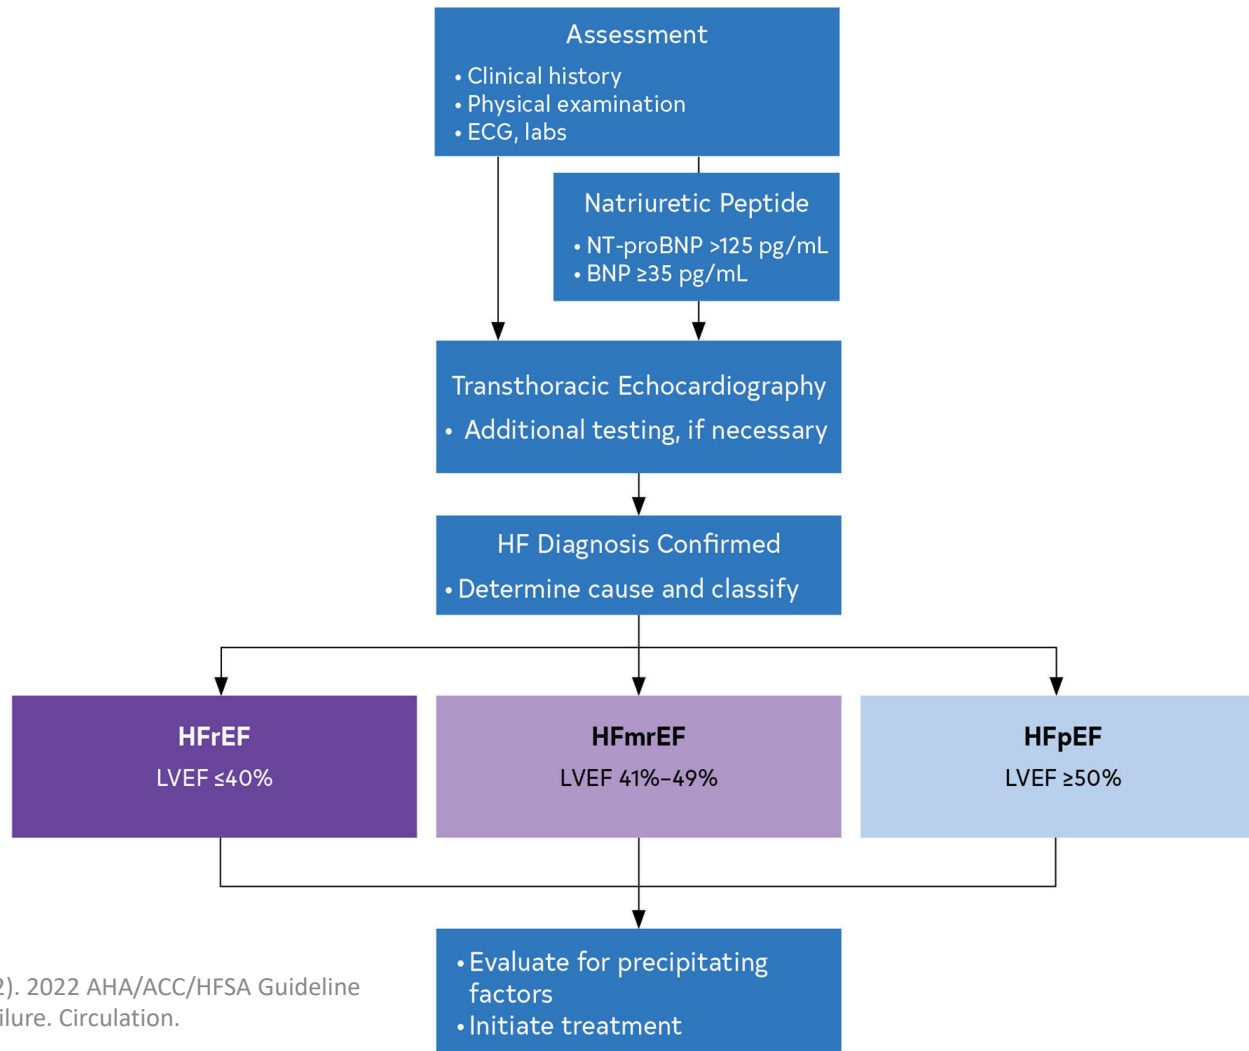 Assessment
• Clinical history
• Physical examination
• ECG, labs
Natriuretic Peptide
• NT-proBNP >125 pg/mL
• BNP ≥35 pg/mL
Transthoracic Echocardiography
• Additional testing, if necessary
HF Diagnosis Confirmed
• Determine cause and classify
HFrEF
LVEF ≤40%
HFmrEF
LVEF 41%–49%
HFpEF
LVEF ≥50%
• Evaluate for precipitating
factors
• Initiate treatment
2). 2022 AHA/ACC/HFSA Guideline
ilure. Circulation.